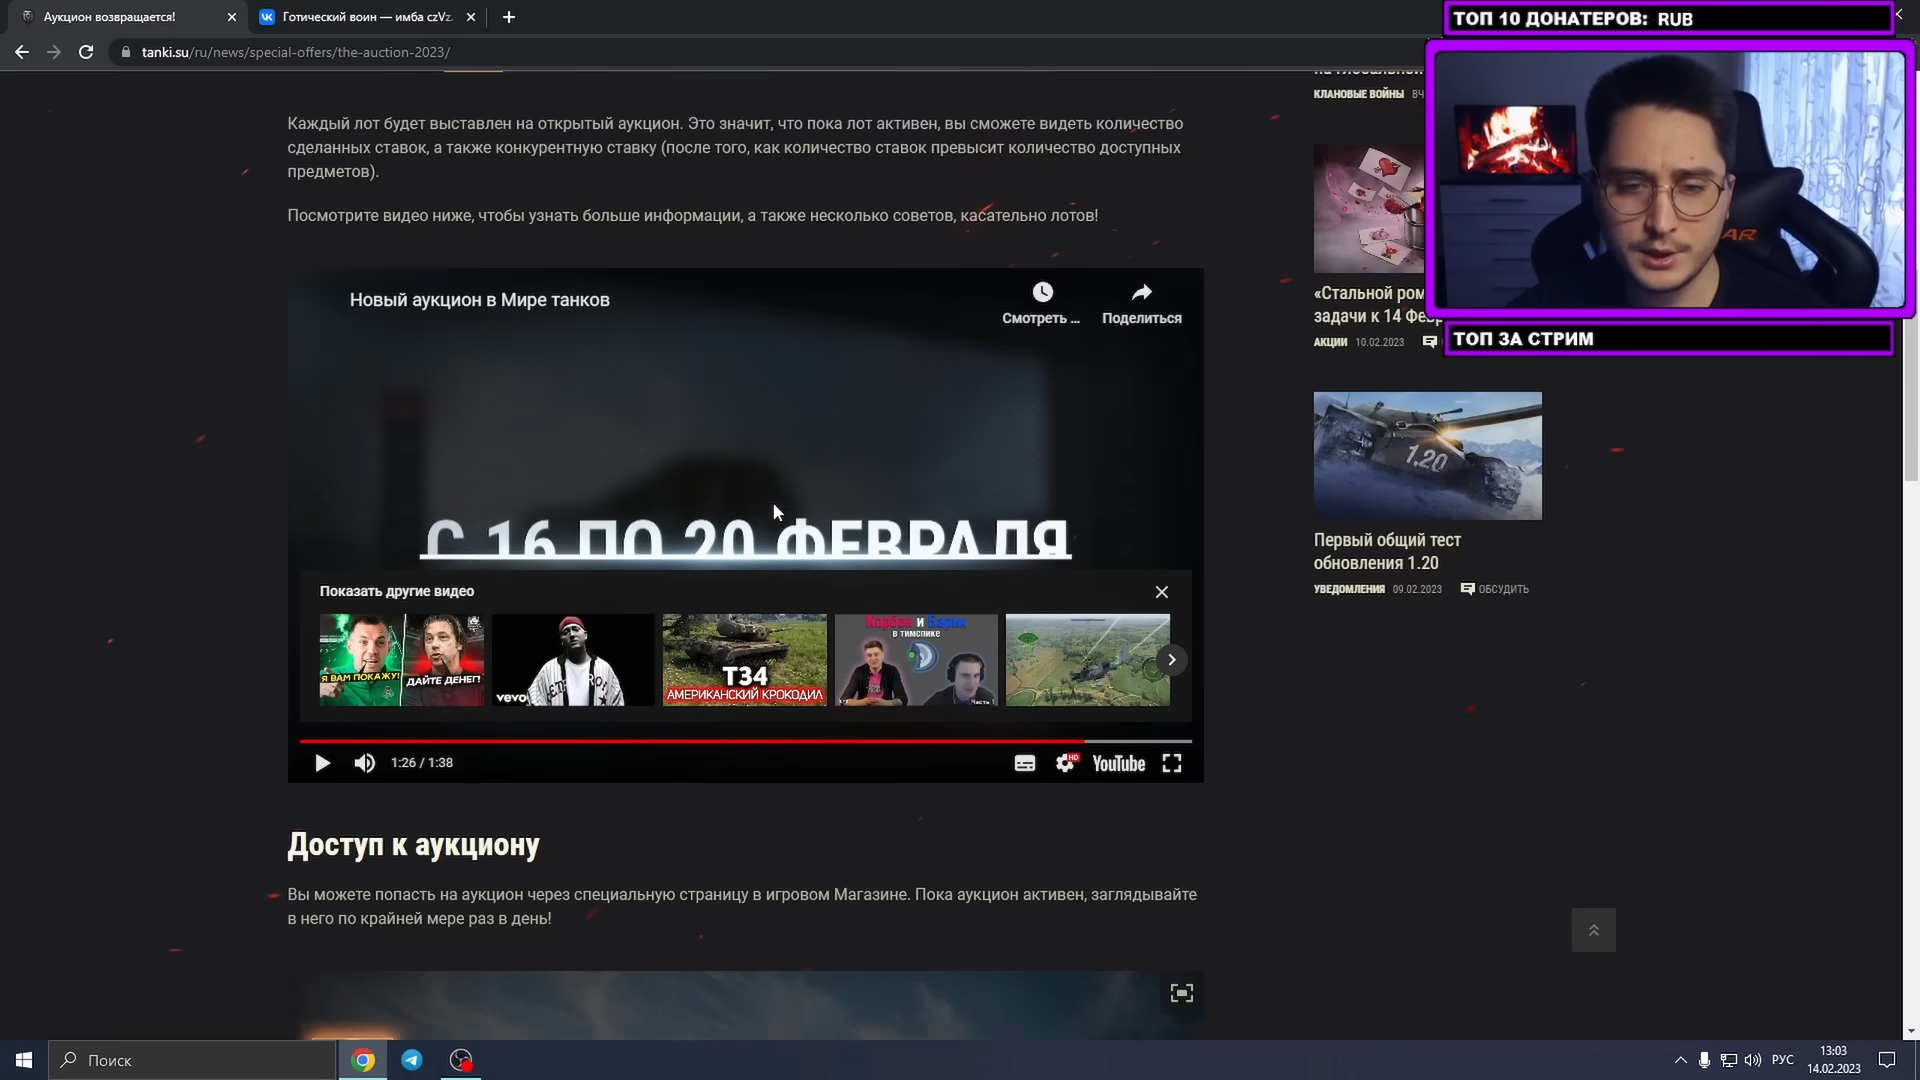 Аукцион возвращается!
Готический воин — имба czVz
tanki.su/ru/news/special-offers/the-auction-2023/
ТОП 10 ДОНАТЕРОВ: RUB
Каждый лот будет выставлен на открытый аукцион. Это значит, что пока лот активен, вы сможете видеть количество
сделанных ставок, а также конкурентную ставку (после того, как количество ставок превысит количество доступных
предметов).
Посмотрите видео ниже, чтобы узнать больше информации, а также несколько советов, касательно лотов!
Новый аукцион в Мире танков
Смотреть ...
Поделиться
С 16 ПО 20 ФЕВРАЛЯ
Показать другие видео
Я ВАМ ПОКАЖУ!
ДАЙТЕ ДЕНЕГ!
vevo
T34
АМЕРИКАНСКИЙ КРОКОДИЛ
Корбен и Барик
в тимспике
1:26 / 1:38
HD
YouTube
Доступ к аукциону
Вы можете попасть на аукцион через специальную страницу в игровом Магазине. Пока аукцион активен, заглядывайте
в него по крайней мере раз в день!
КЛАНОВЫЕ ВОЙНЫ
«Стальной ром
задачи к 14 Фев
АКЦИИ 10.02.2023
ТОП ЗА СТРИМ
1.20
Первый общий тест
обновления 1.20
УВЕДОМЛЕНИЯ 09.02.2023 ОБСУДИТЬ
Поиск
РУС
13:03
14.02.2023